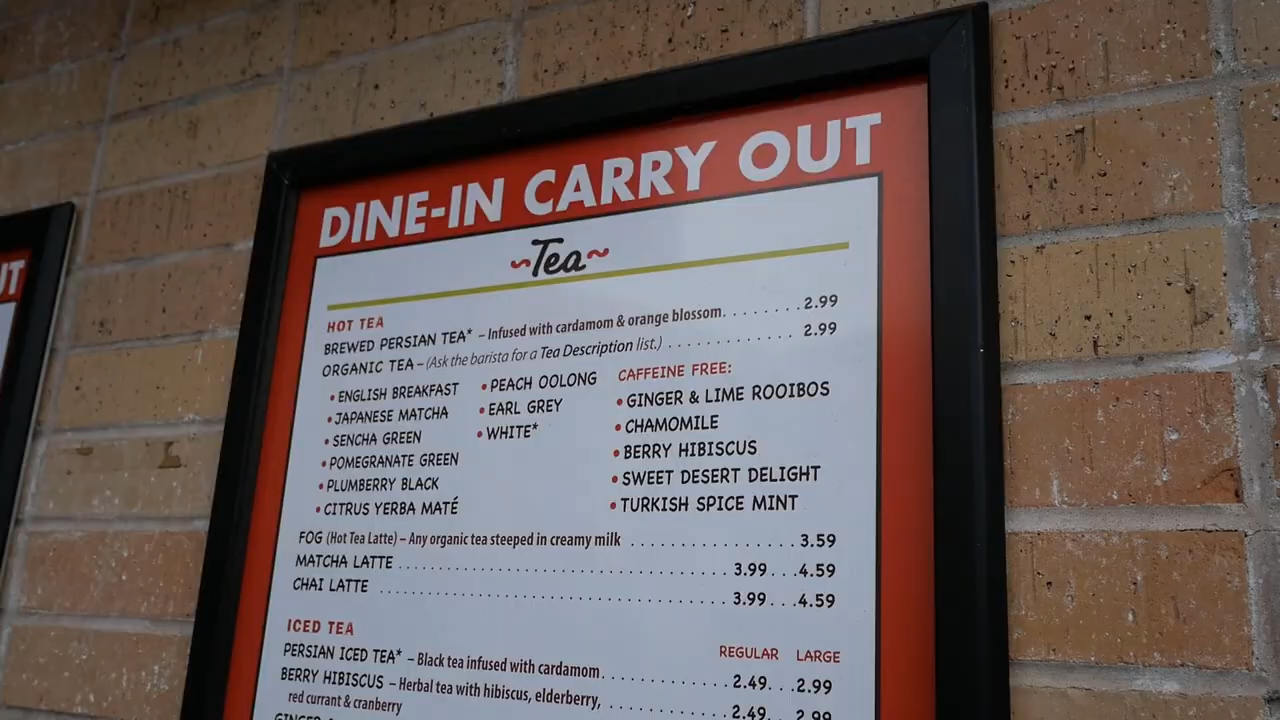 DINE-IN CARRY OUT
~Tea~
HOT TEA
BREWED PERSIAN TEA* – Infused with cardamom & orange blossom. . . . . . . .2.99
ORGANIC TEA – (Ask the barista for a Tea Description list.) . . . . . . . . . . . . . 2.99
• ENGLISH BREAKFAST
• JAPANESE MATCHA
• SENCHA GREEN
• POMEGRANATE GREEN
• PLUMBERRY BLACK
• CITRUS YERBA MATÉ
• PEACH OOLONG
• EARL GREY
• WHITE*
CAFFEINE FREE:
• GINGER & LIME ROOIBOS
• CHAMOMILE
• BERRY HIBISCUS
• SWEET DESERT DELIGHT
• TURKISH SPICE MINT
FOG (Hot Tea Latte) – Any organic tea steeped in creamy milk . . . . . . . . . . . . . . . . . 3.59
MATCHA LATTE . . . . . . . . . . . . . . . . . . . . . . . . . . . . . . . . . 3.99. . .4.59
CHAI LATTE . . . . . . . . . . . . . . . . . . . . . . . . . . . . . . . . . . . 3.99. . .4.59
ICED TEA
REGULAR LARGE
PERSIAN ICED TEA* – Black tea infused with cardamom. . . . . . . . . . . . . 2.49. . .2.99
BERRY HIBISCUS – Herbal tea with hibiscus, elderberry, . . . . . . . . . . . . 2.49. . .2.99
red currant & cranberry
UT